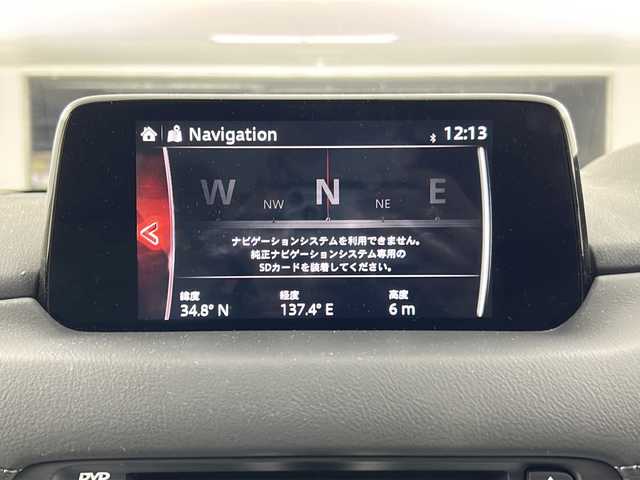 Navigation
12:13
W NW N NE E
ナビゲーションシステムを利用できません。
純正ナビゲーションシステム専用の
SDカードを装着してください。
緯度 経度 高度
34.8° N 137.4° E 6 m
DVD